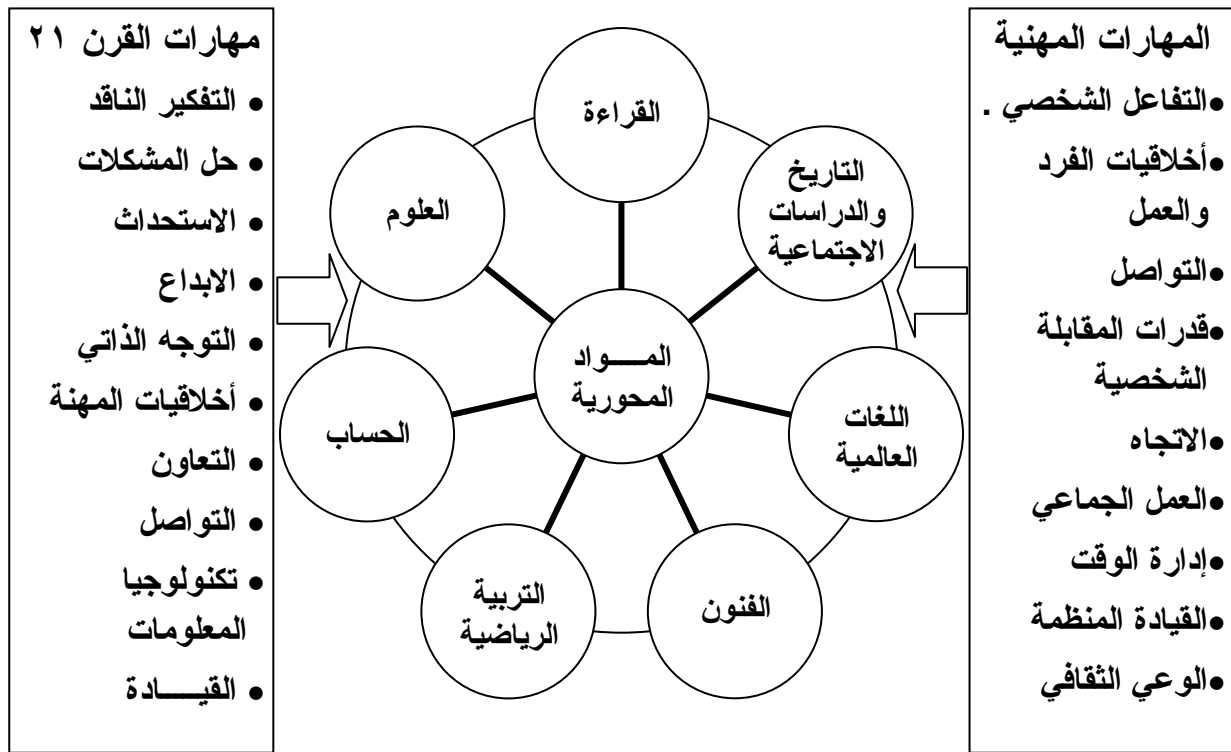 المهارات المهنية
•التفاعل الشخصي .
•أخلاقيات الفرد
والعمل
•التواصل
•قدرات المقابلة
الشخصية
•الاتجاه
•العمل الجماعي
•إدارة الوقت
•القيادة المنظمة
•الوعي الثقافي
القراءة
التاريخ
والدراسات
الاجتماعية
العلوم
المـــــواد
المحورية
اللغات
العالمية
الحساب
الفنون
التربية
الرياضية
مهارات القرن ٢١
• التفكير الناقد
• حل المشكلات
• الاستحداث
• الابداع
• التوجه الذاتي
• أخلاقيات المهنة
• التعاون
• التواصل
• تكنولوجيا
المعلومات
• القيـــــادة